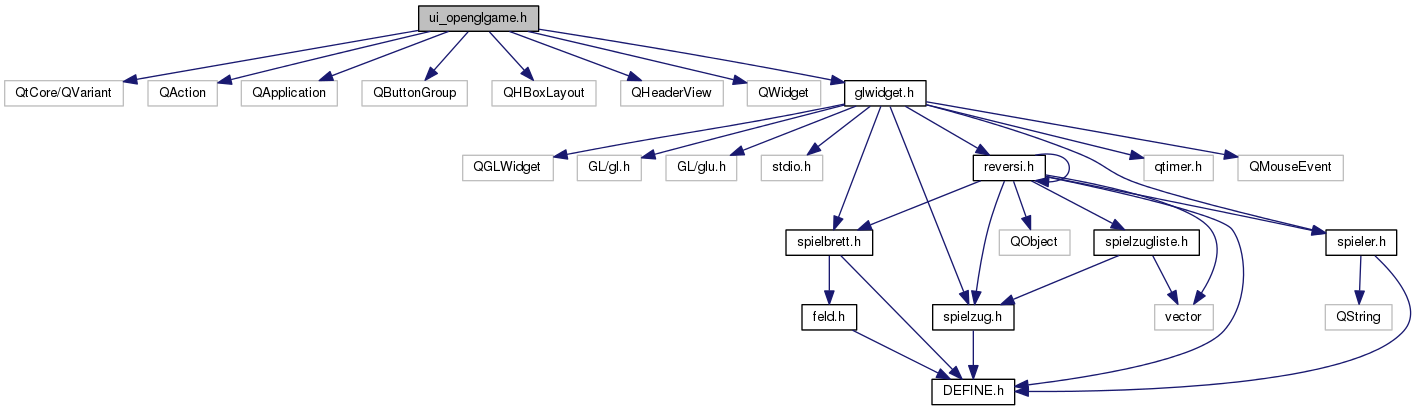 ui_openglgame.h
QtCore/QVariant
QAction
QApplication
QButtonGroup
QHBoxLayout
QHeaderView
QWidget
glwidget.h
QGLWidget
GL/gl.h
GL/glu.h
stdio.h
reversi.h
qtimer.h
QMouseEvent
spielbrett.h
QObject
spielzugliste.h
spieler.h
feld.h
spielzug.h
vector
QString
DEFINE.h